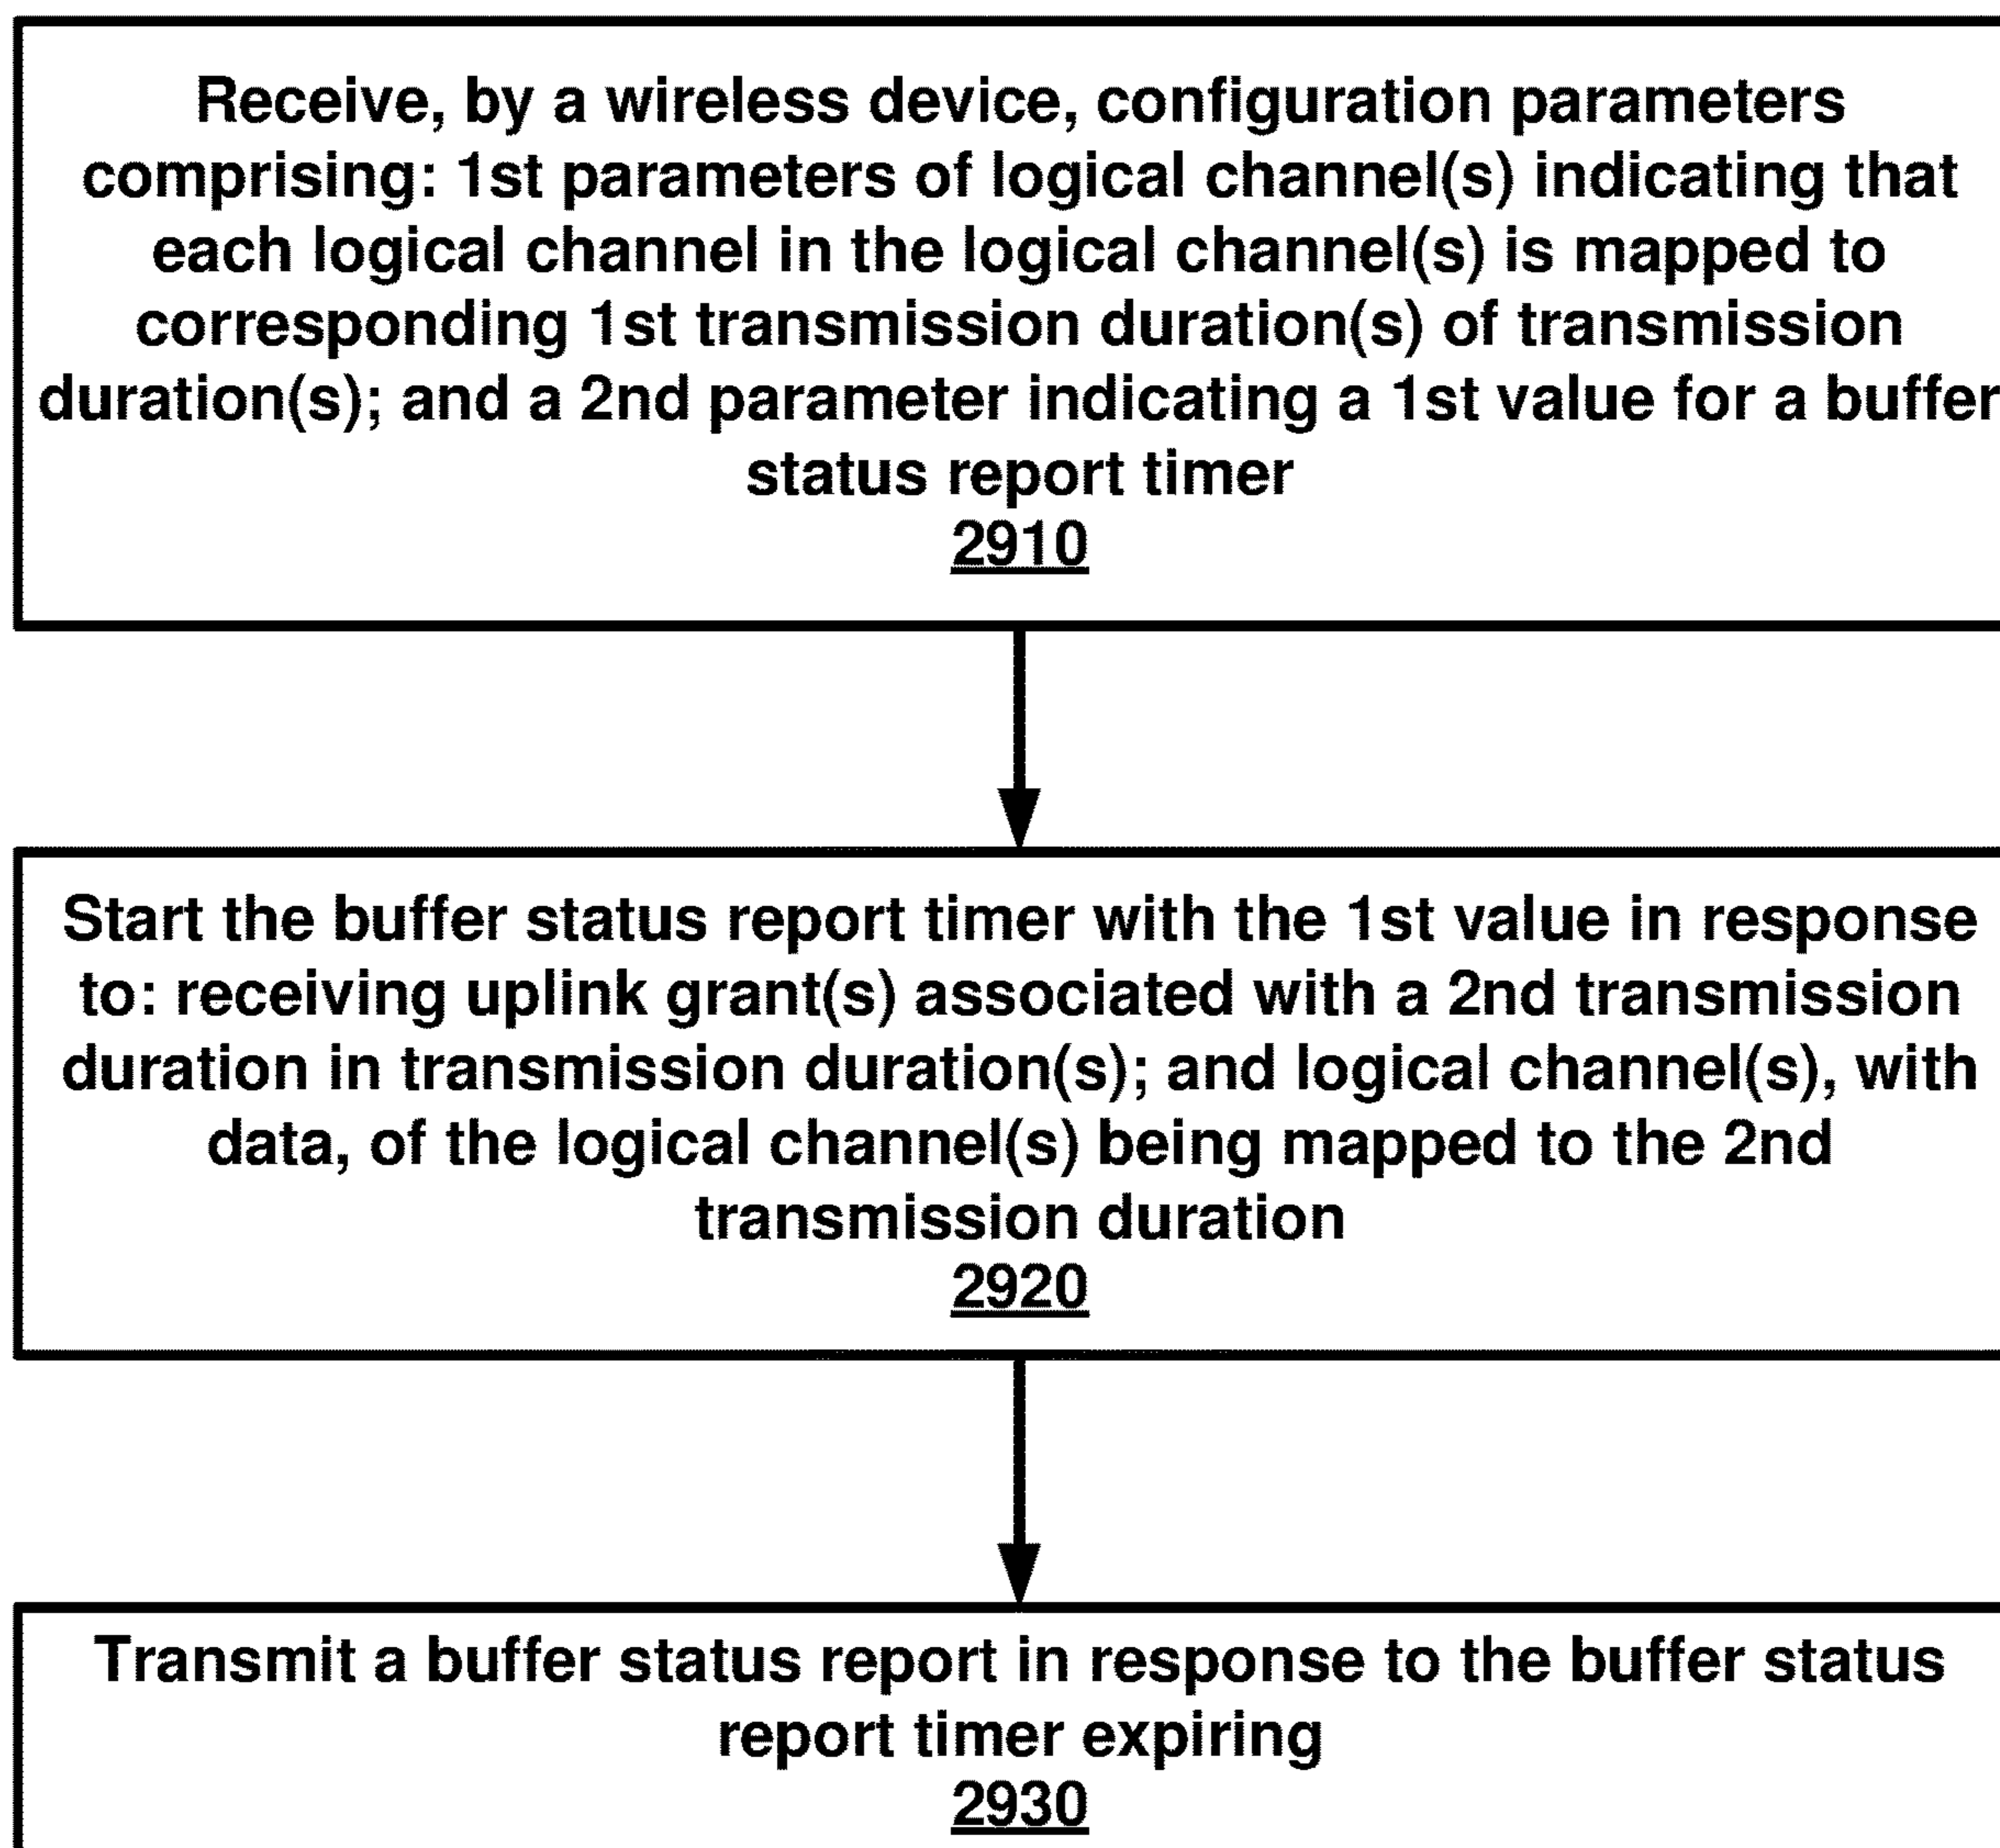 Receive, by a wireless device, configuration parameters
comprising: 1st parameters of logical channel(s) indicating that
each logical channel in the logical channel(s) is mapped to
corresponding 1st transmission duration(s) of transmission
duration(s); and a 2nd parameter indicating a 1st value for a buffer
status report timer
2910
Start the buffer status report timer with the 1st value in response
to: receiving uplink grant(s) associated with a 2nd transmission
duration in transmission duration(s); and logical channel(s), with
data, of the logical channel(s) being mapped to the 2nd
transmission duration
2920
Transmit a buffer status report in response to the buffer status
report timer expiring
2930